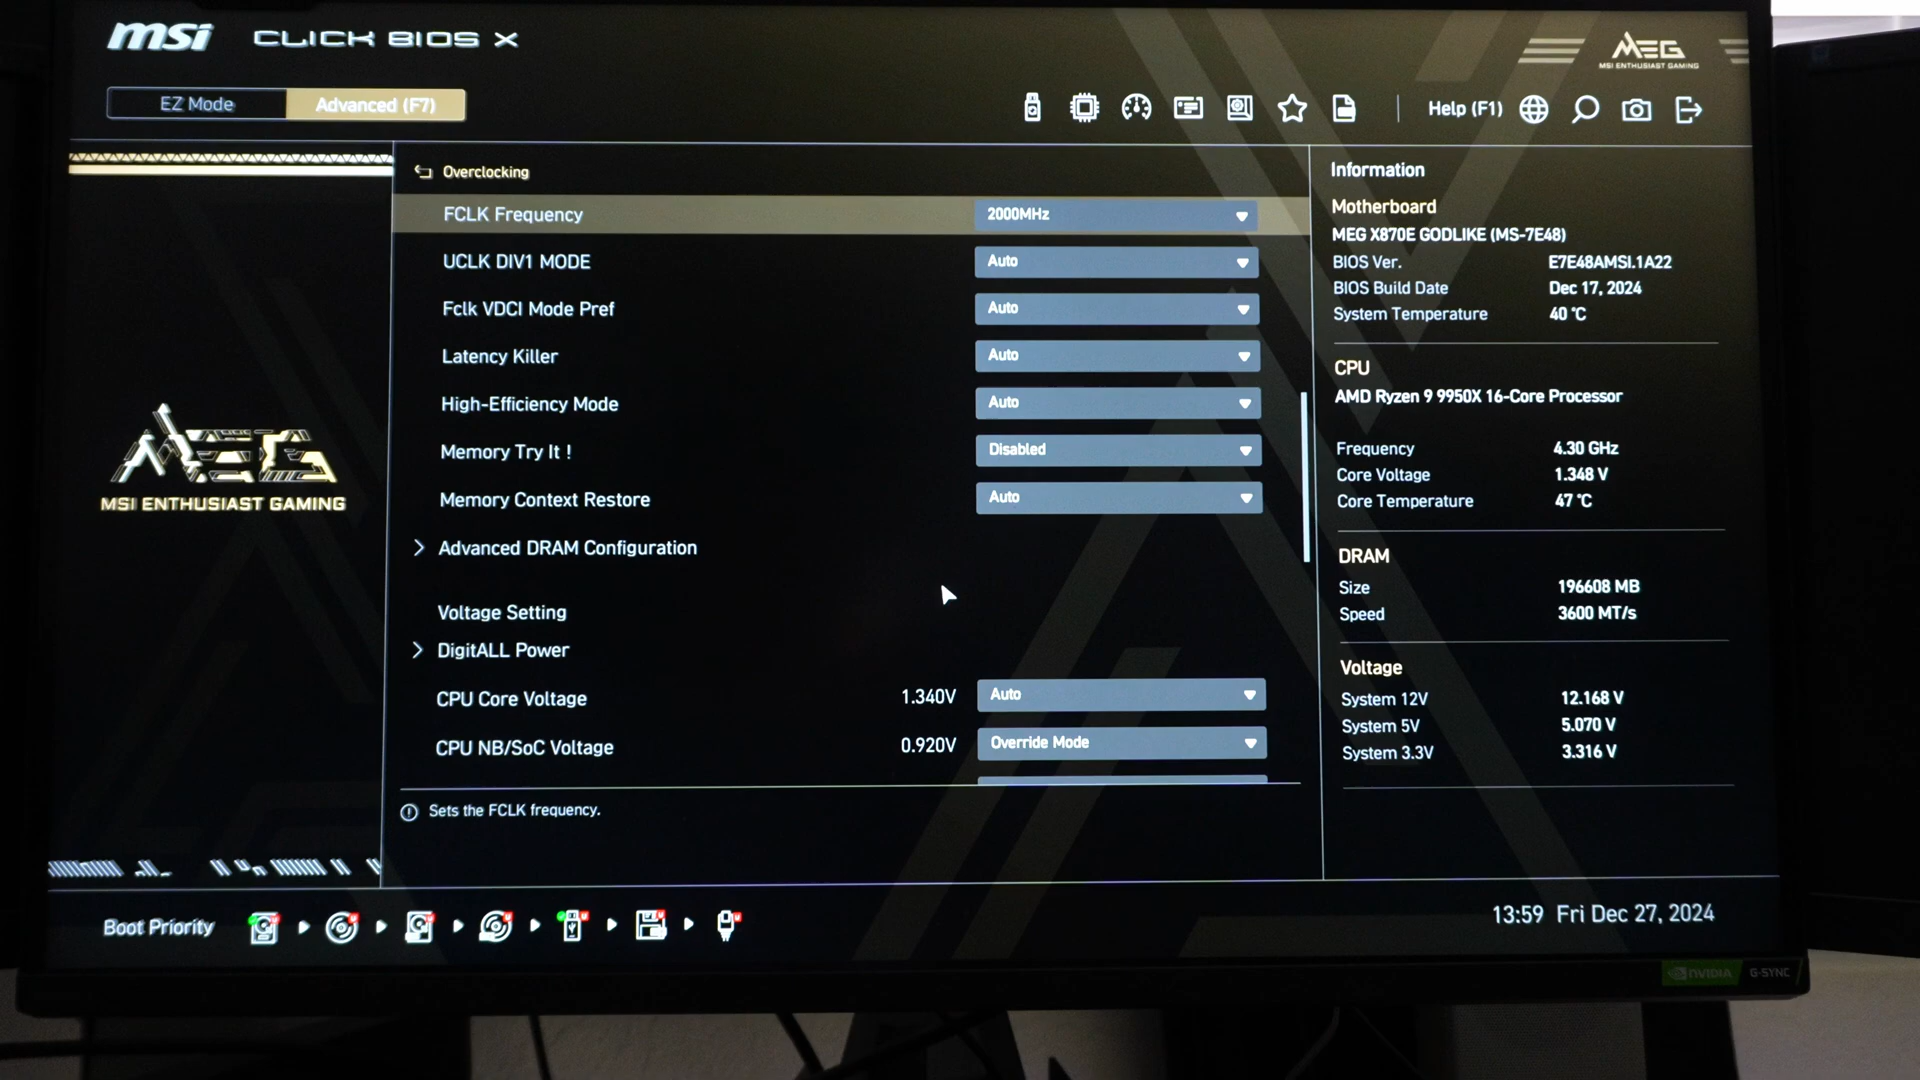 msi CLICK BIOS X
MEG
MSI ENTHUSIAST GAMING
EZ Mode
Advanced (F7)
Help (F1)
Overclocking
FCLK Frequency 2000MHz
UCLK DIV1 MODE Auto
Fclk VDCI Mode Pref Auto
Latency Killer Auto
High-Efficiency Mode Auto
Memory Try It ! Disabled
Memory Context Restore Auto
Advanced DRAM Configuration
Voltage Setting
DigitALL Power
CPU Core Voltage 1.340V Auto
CPU NB/SoC Voltage 0.920V Override Mode
Sets the FCLK frequency.
MEG
MSI ENTHUSIAST GAMING
Information
Motherboard
MEG X870E GODLIKE (MS-7E48)
BIOS Ver. E7E48AMSI.1A22
BIOS Build Date Dec 17, 2024
System Temperature 40 °C
CPU
AMD Ryzen 9 9950X 16-Core Processor
Frequency 4.30 GHz
Core Voltage 1.348 V
Core Temperature 47 °C
DRAM
Size 196608 MB
Speed 3600 MT/s
Voltage
System 12V 12.168 V
System 5V 5.070 V
System 3.3V 3.316 V
Boot Priority
13:59 Fri Dec 27, 2024
NVIDIA G-SYNC